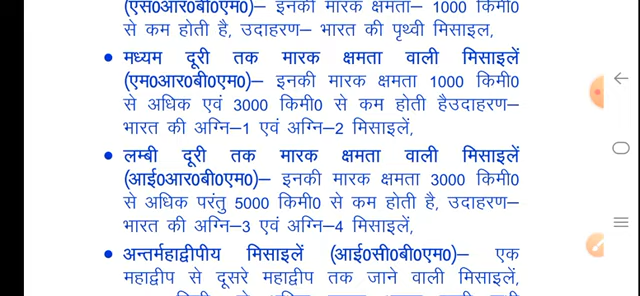 (एस0आर0बी0एम0)– इनकी मारक क्षमता– 1000 किमी0
से कम होती है, उदाहरण– भारत की पृथ्वी मिसाइल,
● मध्यम दूरी तक मारक क्षमता वाली मिसाइलें
(एम0आर0बी0एम0)– इनकी मारक क्षमता 1000 किमी0
से अधिक एवं 3000 किमी0 से कम होती हैउदाहरण–
भारत की अग्नि–1 एवं अग्नि–2 मिसाइलें,
● लम्बी दूरी तक मारक क्षमता वाली मिसाइलें
(आई0आर0बी0एम0)– इनकी मारक क्षमता 3000 किमी0
से अधिक परंतु 5000 किमी0 से कम होती है, उदाहरण–
भारत की अग्नि–3 एवं अग्नि–4 मिसाइलें,
● अन्तर्महाद्वीपीय मिसाइलें (आई0सी0बी0एम0)– एक
महाद्वीप से दूसरे महाद्वीप तक जाने वाली मिसाइलें,